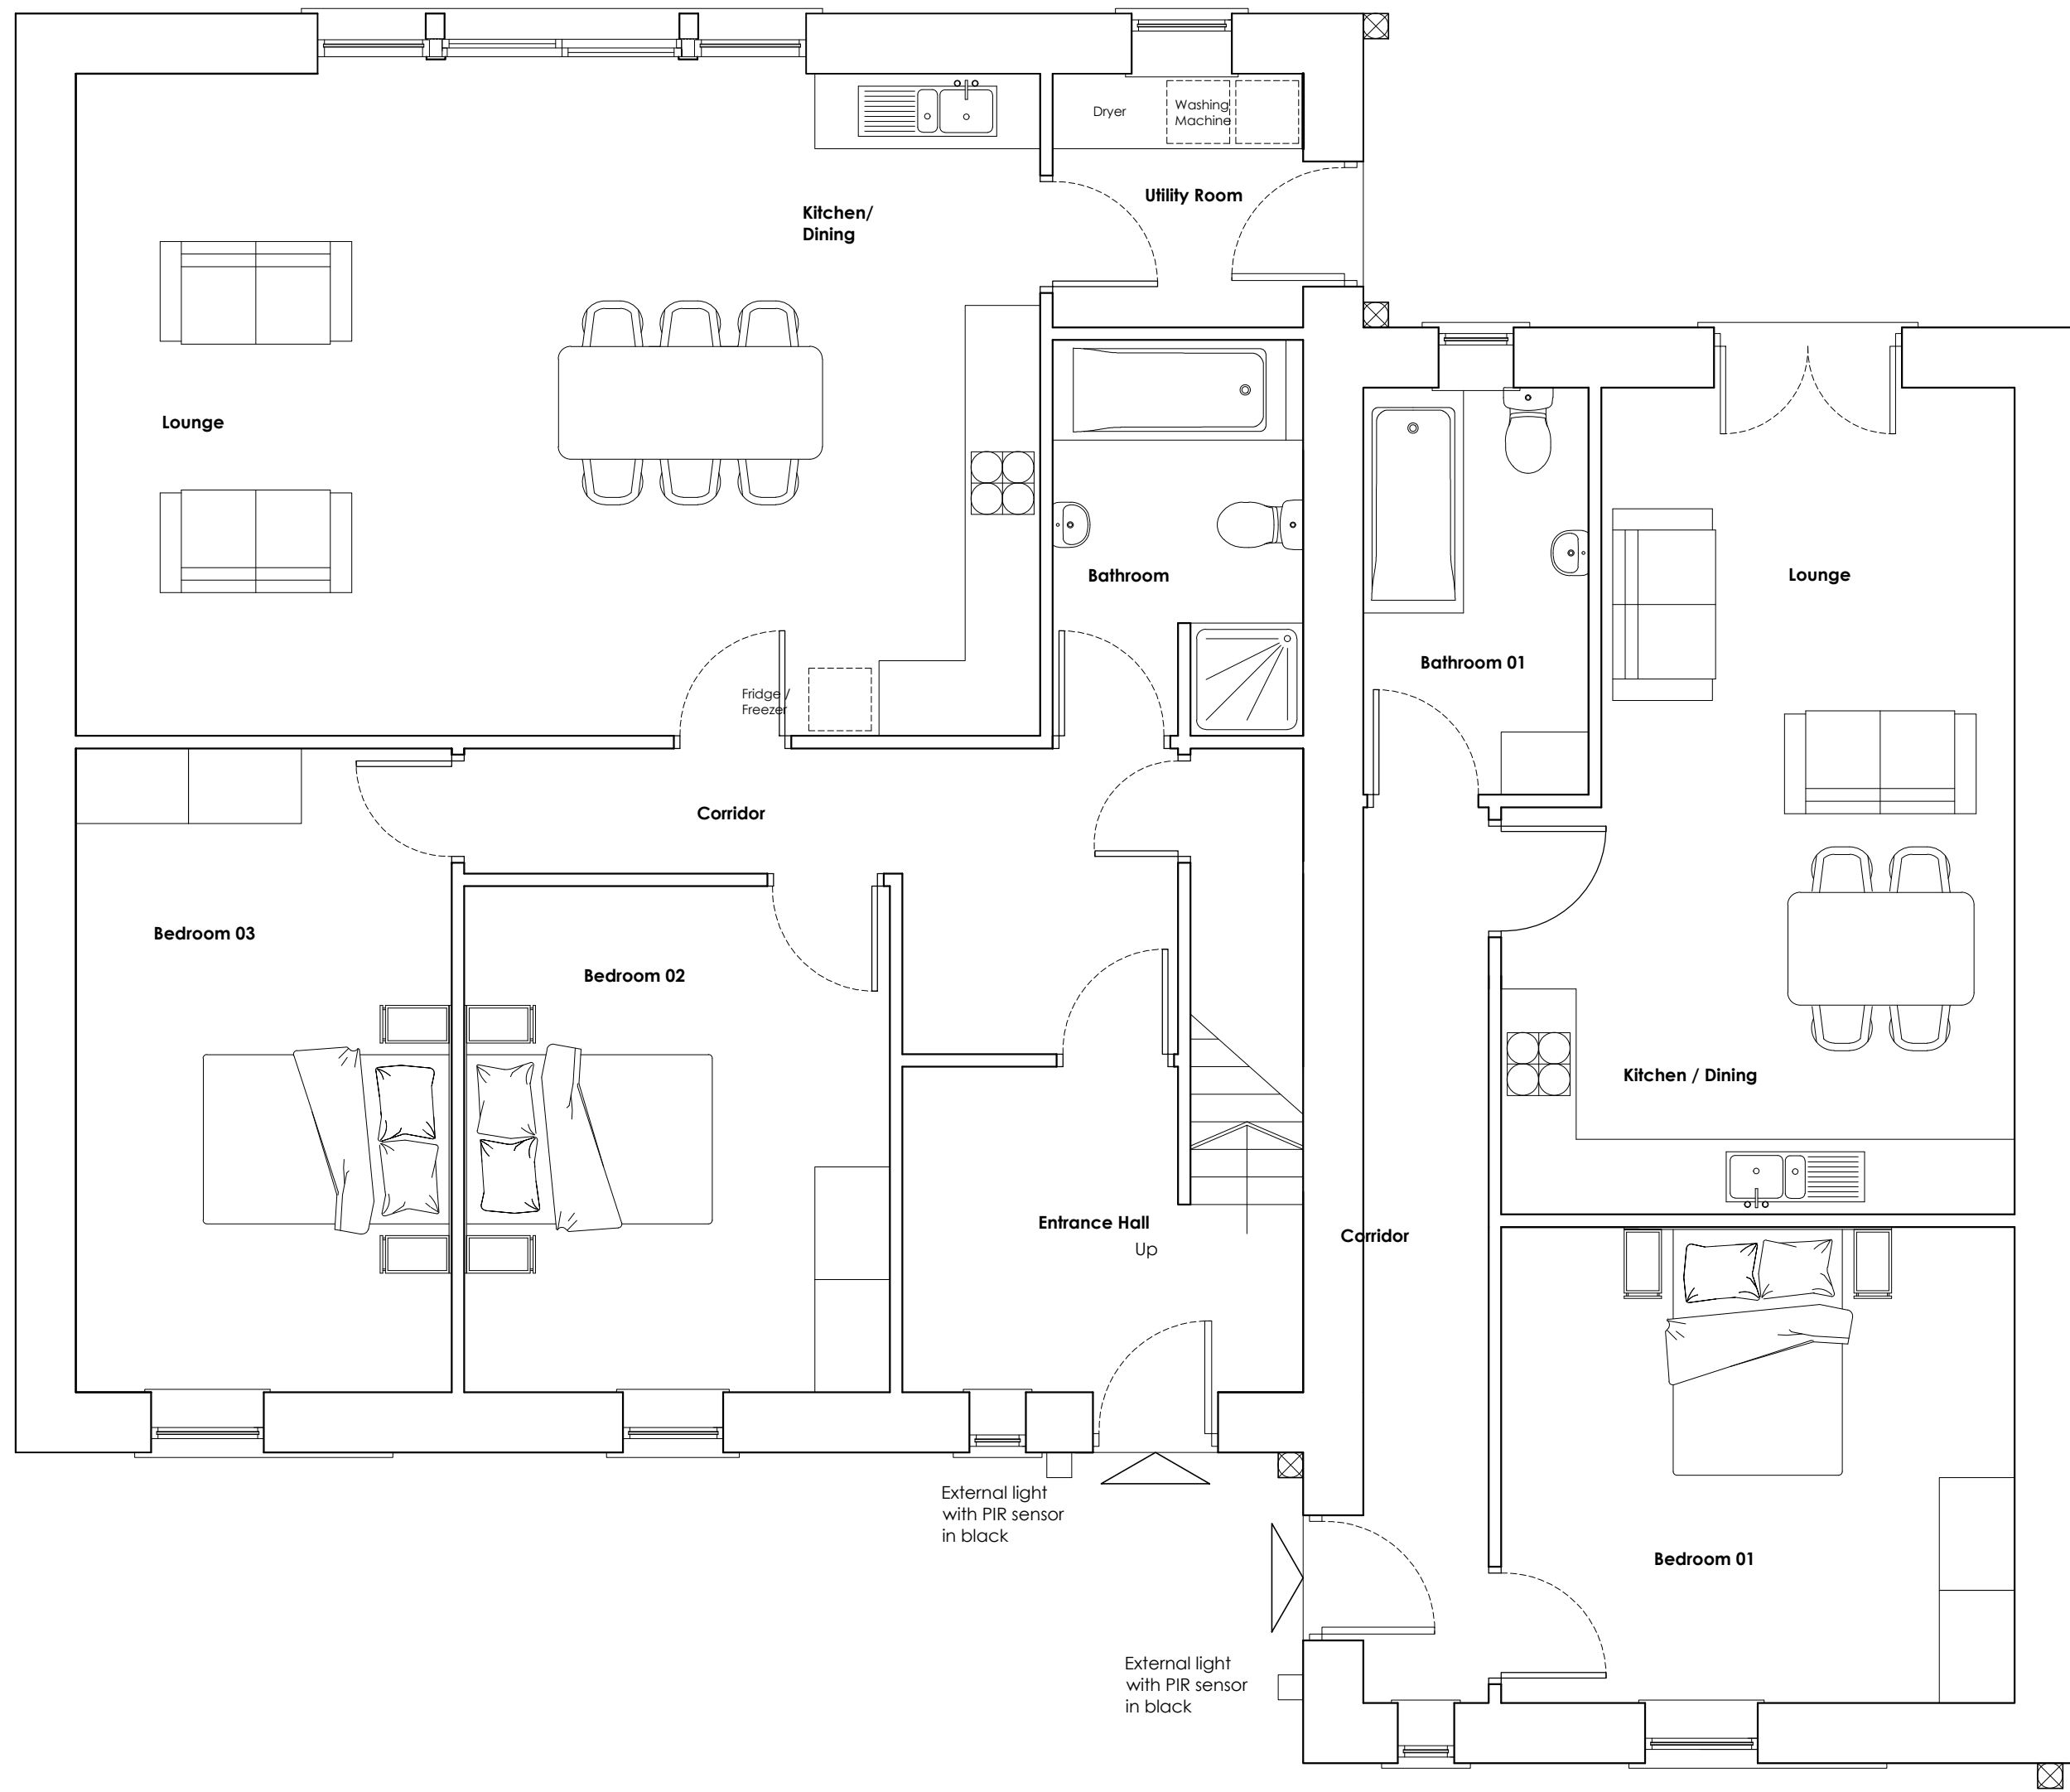 Dryer
Washing
Machine
Utility Room
Kitchen/
Dining
Lounge
Bathroom
Lounge
Bathroom 01
Fridge /
Freezer
Corridor
Bedroom 03
Bedroom 02
Kitchen / Dining
Entrance Hall
Up
Corridor
External light
with PIR sensor
in black
Bedroom 01
External light
with PIR sensor
in black